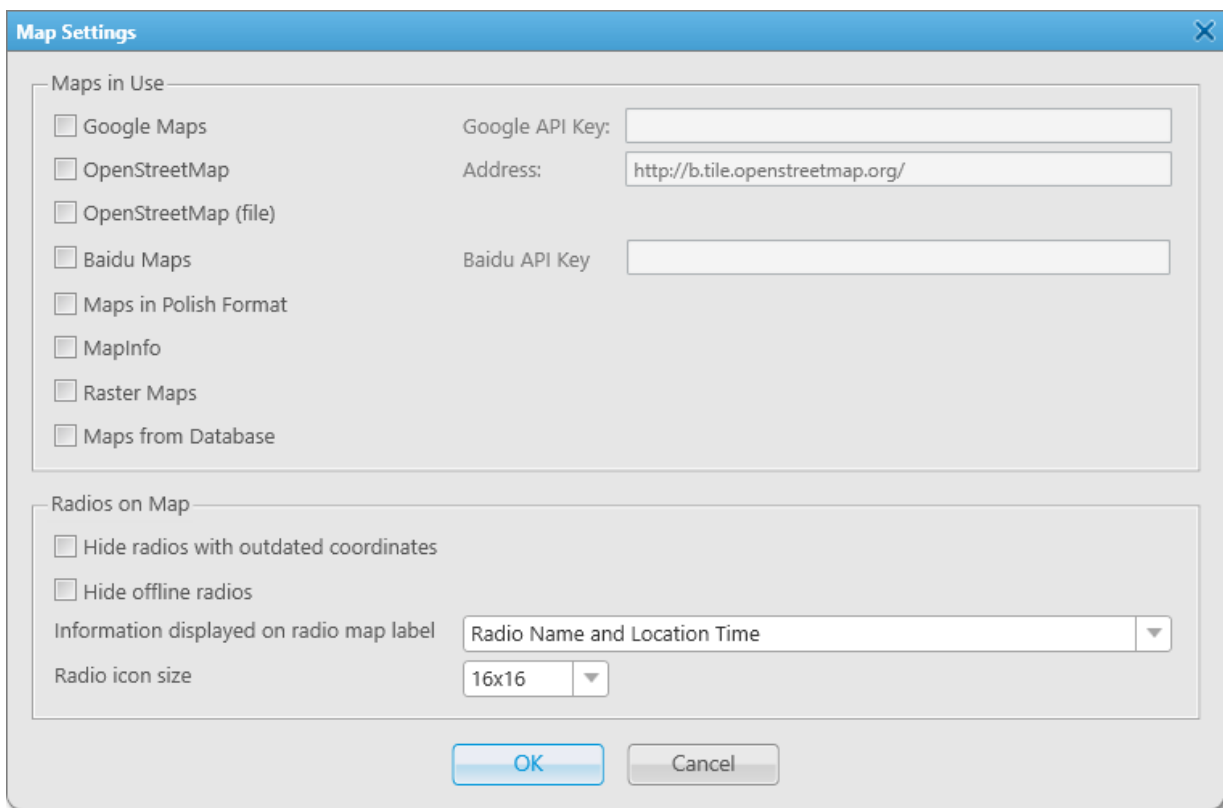 Map Settings
Maps in Use
Google Maps Google API Key:
OpenStreetMap Address: http://b.tile.openstreetmap.org/
OpenStreetMap (file)
Baidu Maps Baidu API Key
Maps in Polish Format
MapInfo
Raster Maps
Maps from Database
Radios on Map
Hide radios with outdated coordinates
Hide offline radios
Information displayed on radio map label Radio Name and Location Time
Radio icon size 16x16
OK Cancel